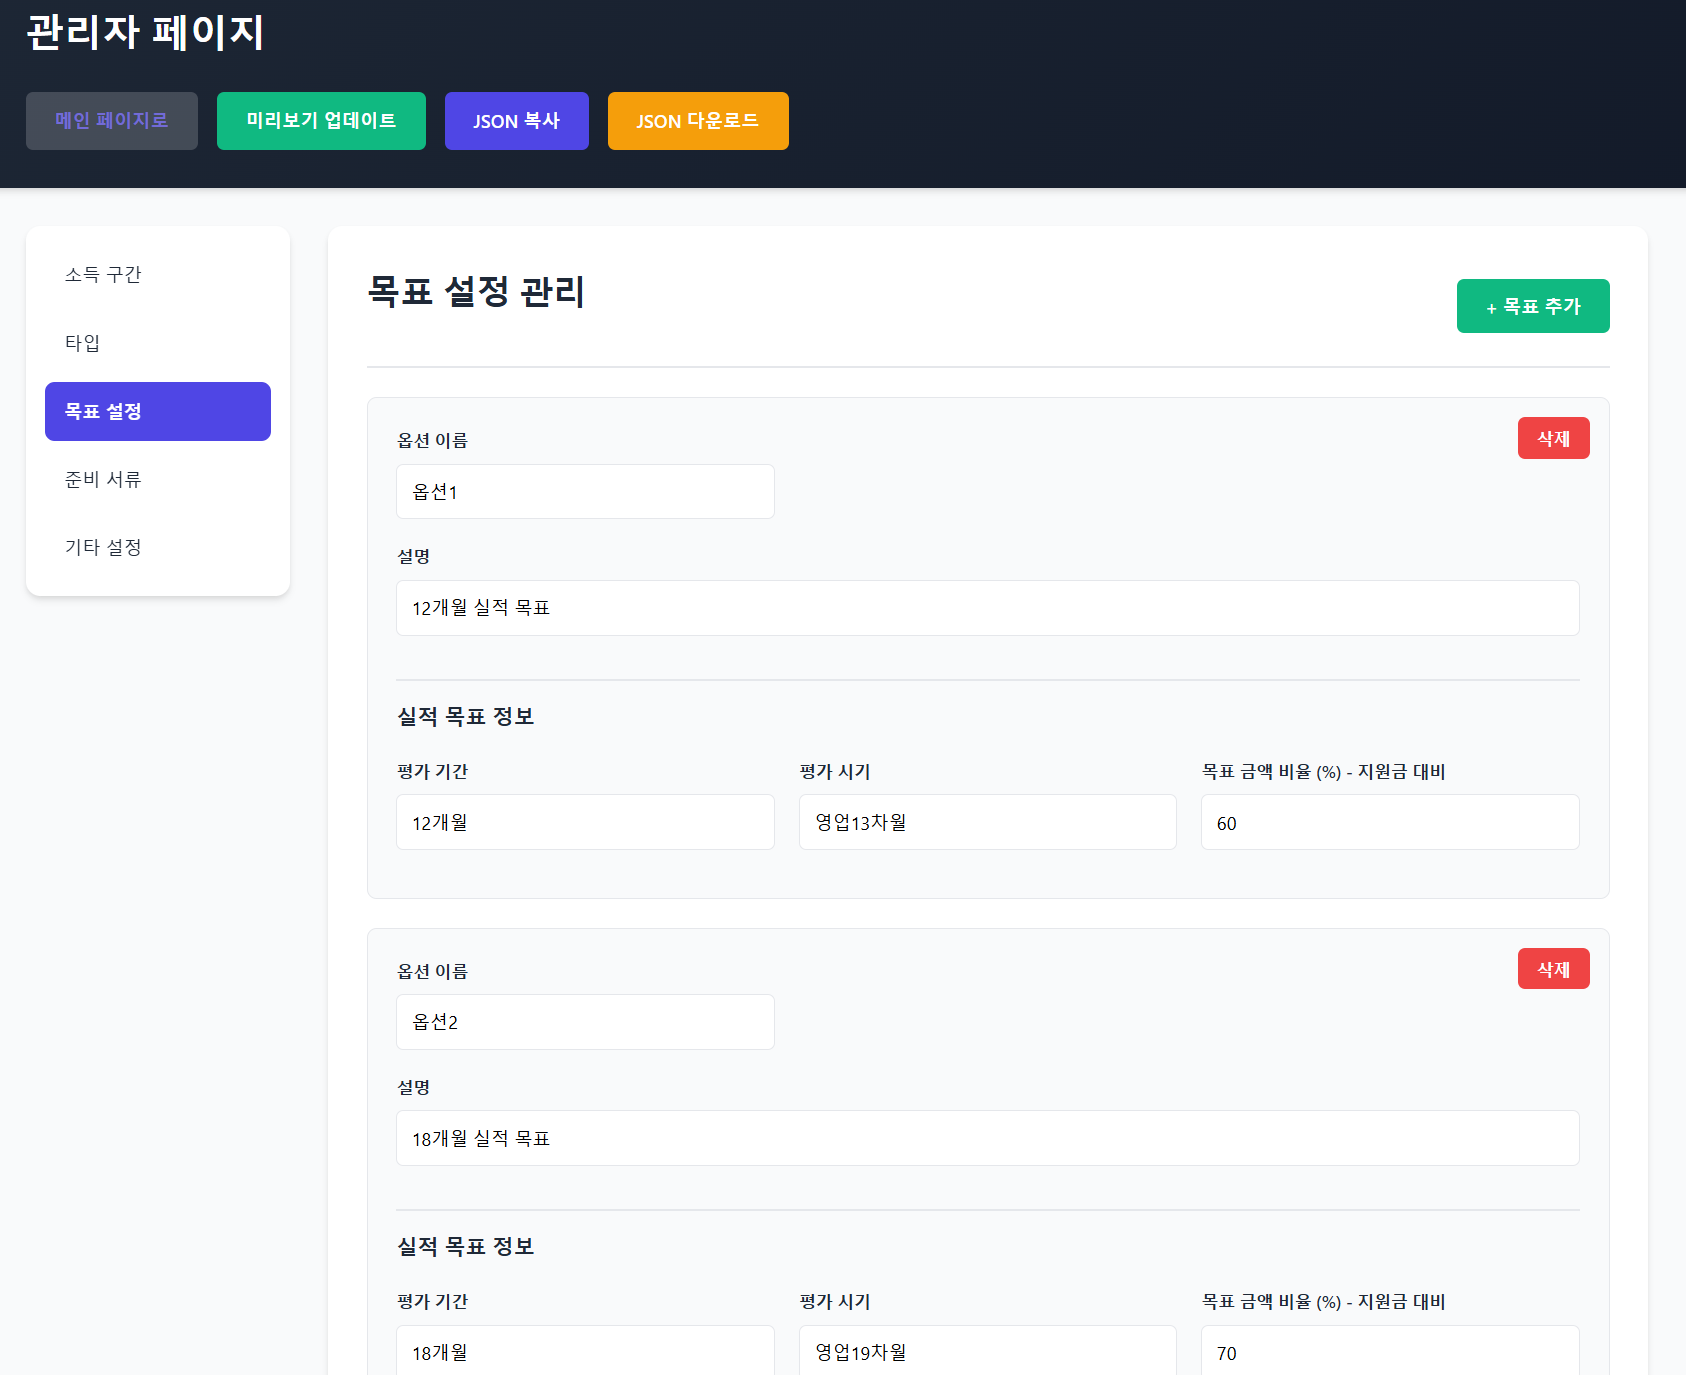 관리자 페이지
메인 페이지로
미리보기 업데이트
JSON 복사
JSON 다운로드
소득 구간
타입
목표 설정
준비 서류
기타 설정
목표 설정 관리
+ 목표 추가
옵션 이름
삭제
옵션1
설명
12개월 실적 목표
실적 목표 정보
평가 기간
평가 시기
목표 금액 비율 (%) - 지원금 대비
12개월
영업13차월
60
옵션 이름
삭제
옵션2
설명
18개월 실적 목표
실적 목표 정보
평가 기간
평가 시기
목표 금액 비율 (%) - 지원금 대비
18개월
영업19차월
70